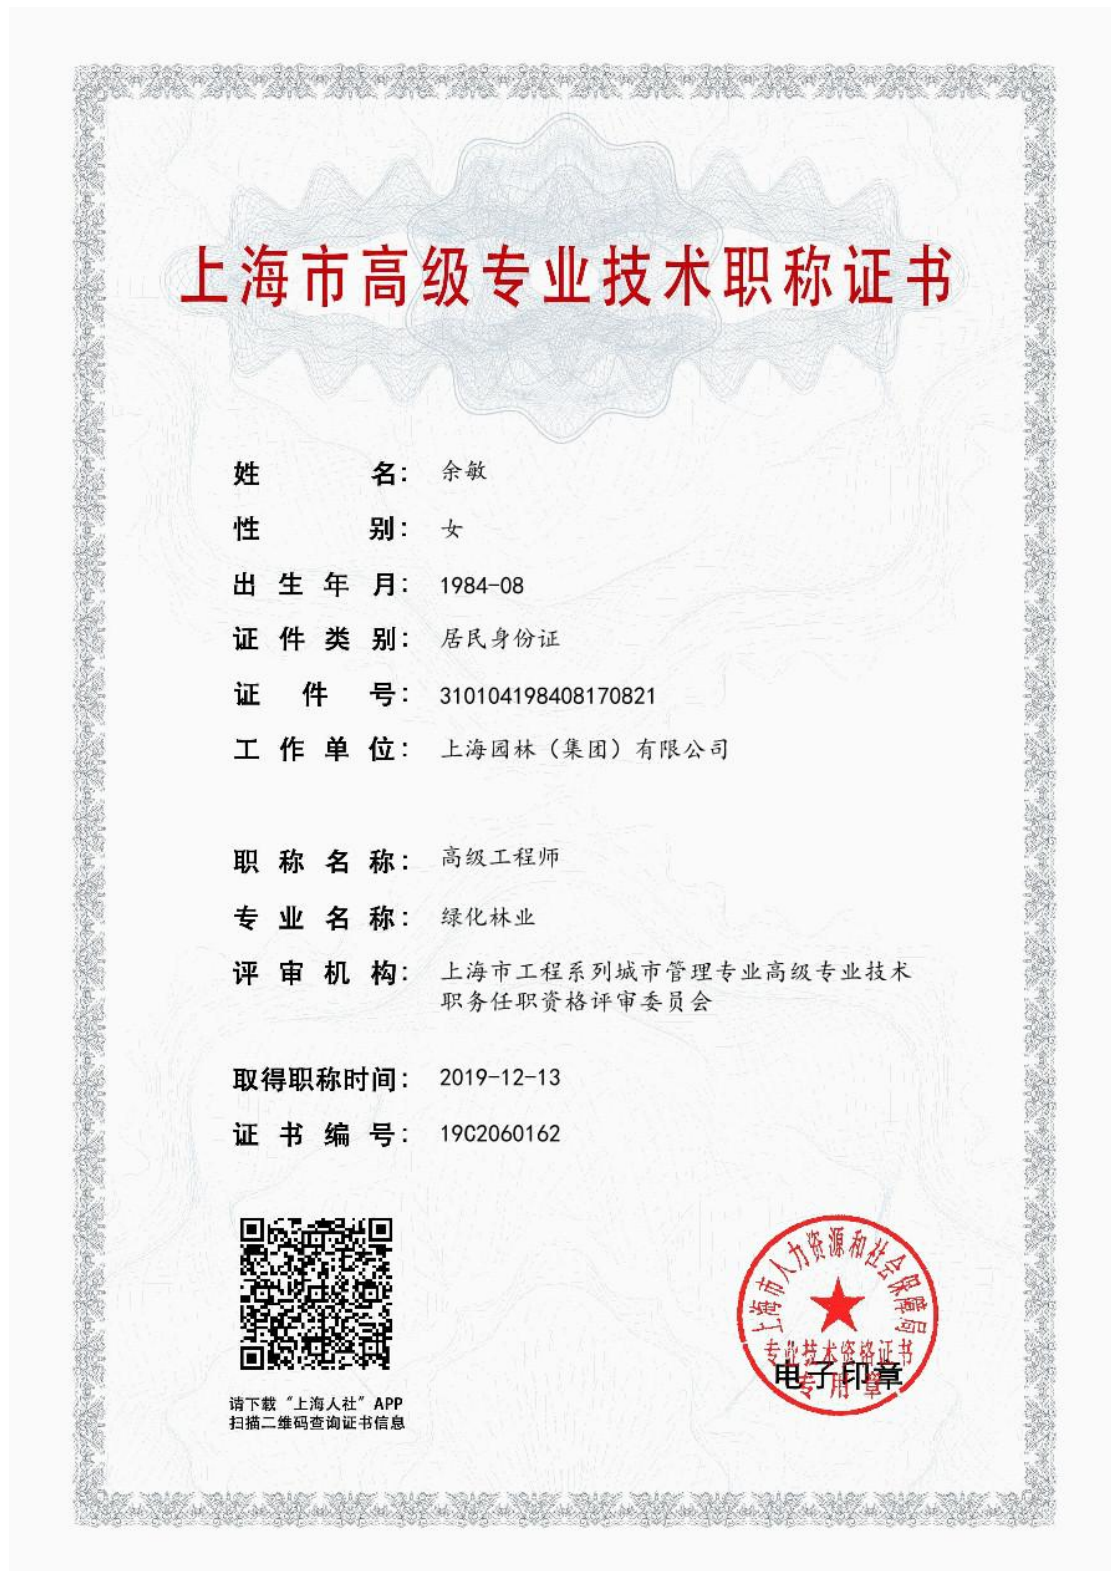 上海市高级专业技术职称证书
姓名： 余敏
性别： 女
出生年月： 1984-08
证件类别： 居民身份证
证件号： 310104198408170821
工作单位： 上海园林（集团）有限公司
职称名称： 高级工程师
专业名称： 绿化林业
评审机构： 上海市工程系列城市管理专业高级专业技术
职务任职资格评审委员会
取得职称时间： 2019-12-13
证书编号： 19C2060162
请下载“上海人社”APP
扫描二维码查询证书信息
上海市人力资源和社会保障局
专业技术资格证书
电子印章
专用章